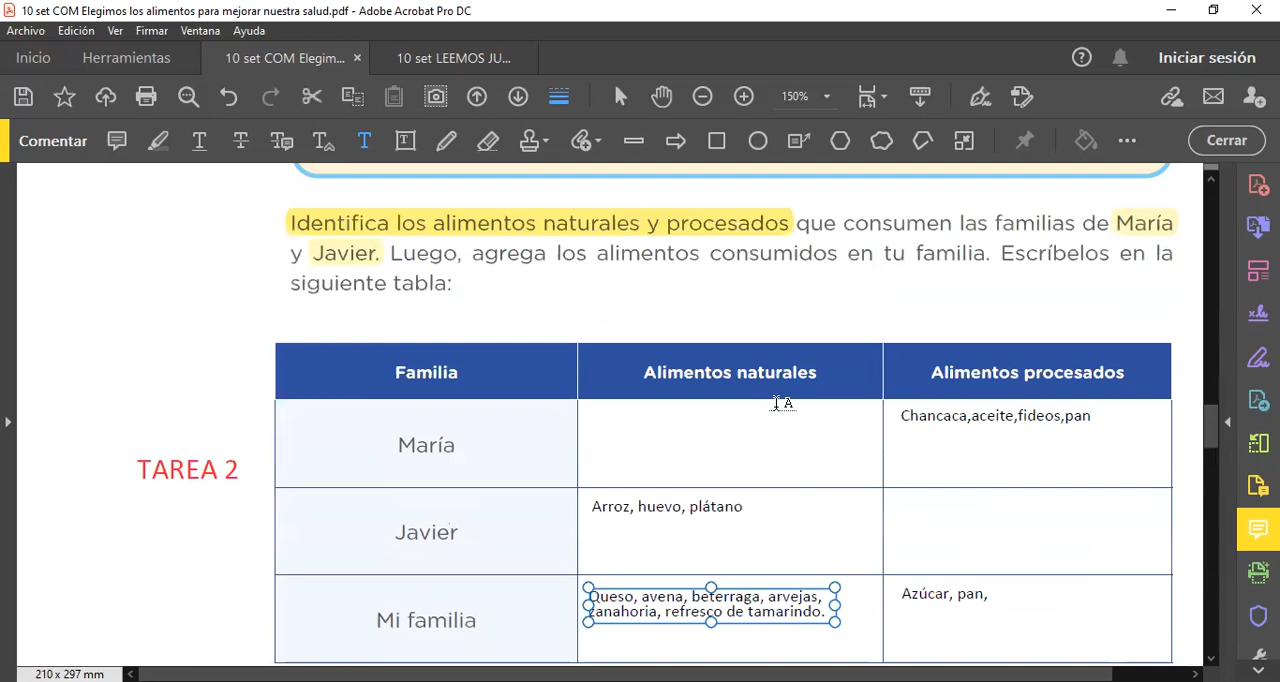 10 set COM Elegimos los alimentos para mejorar nuestra salud.pdf - Adobe Acrobat Pro DC
Archivo Edición Ver Firmar Ventana Ayuda
Inicio Herramientas 10 set COM Elegim... × 10 set LEEMOS JU... Iniciar sesión
150%
Comentar Cerrar
Identifica los alimentos naturales y procesados que consumen las familias de María
y Javier. Luego, agrega los alimentos consumidos en tu familia. Escríbelos en la
siguiente tabla:
Familia Alimentos naturales Alimentos procesados
María Chancaca,aceite,fideos,pan
TAREA 2
Javier Arroz, huevo, plátano
Mi familia Queso, avena, beterraga, arvejas, Azúcar, pan,
zanahoria, refresco de tamarindo.
210 x 297 mm